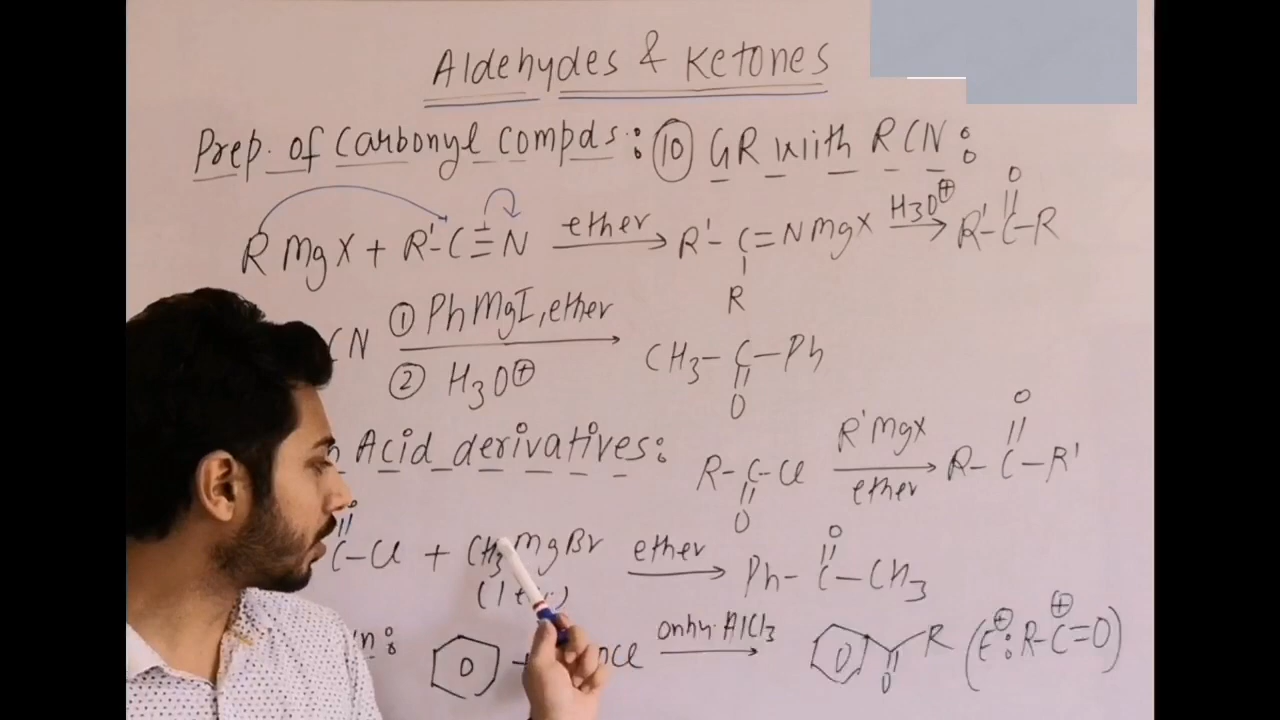 Aldehydes & Ketones
Prep. of Carbonyl Compds: (10) GR with RCN:
RMgX + R'-C≡N ether → R'-C=NMgX H3O⊕ → R'-C-R
O
R
CN ① PhMgI, ether ② H3O⊕ → CH3-C-Ph
O
Acid derivatives: R-C-Cl R'Mgx ether → R-C-R'
O
O
C-Cl + CH3MgBr ether → Ph-C-CH3
O
anhy. AlCl3 → R (E⊕: R-C⊕=O)
O